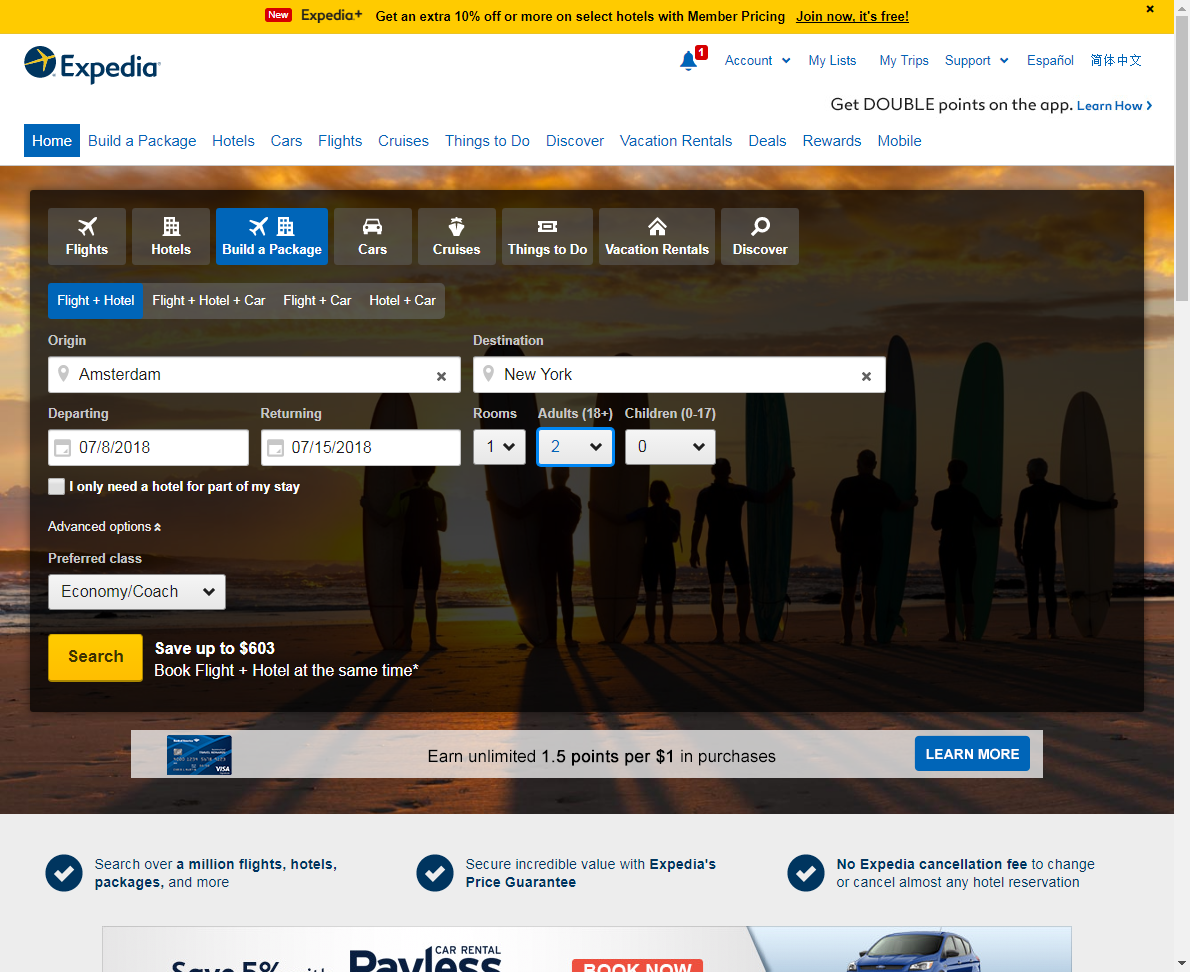 New Expedia+ Get an extra 10% off or more on select hotels with Member Pricing Join now, it's free!
Expedia
1 Account My Lists My Trips Support Español 简体中文
Get DOUBLE points on the app. Learn How
Home Build a Package Hotels Cars Flights Cruises Things to Do Discover Vacation Rentals Deals Rewards Mobile
Flights Hotels Build a Package Cars Cruises Things to Do Vacation Rentals Discover
Flight + Hotel Flight + Hotel + Car Flight + Car Hotel + Car
Origin Destination
Amsterdam New York
Departing Returning Rooms Adults (18+) Children (0-17)
07/8/2018 07/15/2018 1 2 0
I only need a hotel for part of my stay
Advanced options
Preferred class
Economy/Coach
Search
Save up to $603
Book Flight + Hotel at the same time*
VISA
Earn unlimited 1.5 points per $1 in purchases
LEARN MORE
Search over a million flights, hotels,
packages, and more
Secure incredible value with Expedia's
Price Guarantee
No Expedia cancellation fee to change
or cancel almost any hotel reservation
CAR RENTAL
Save 5% with Payless BOOK NOW